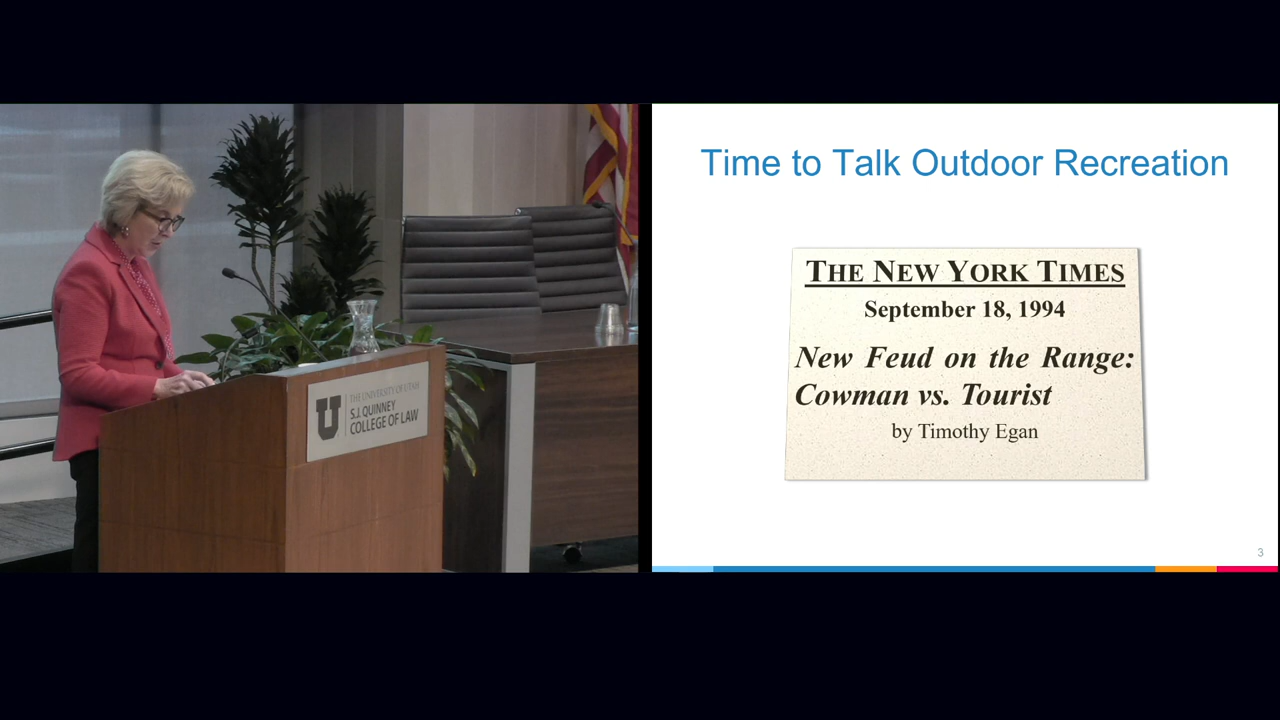 THE UNIVERSITY OF UTAH
S.J. QUINNEY
COLLEGE OF LAW
Time to Talk Outdoor Recreation
THE NEW YORK TIMES
September 18, 1994
New Feud on the Range:
Cowman vs. Tourist
by Timothy Egan
3